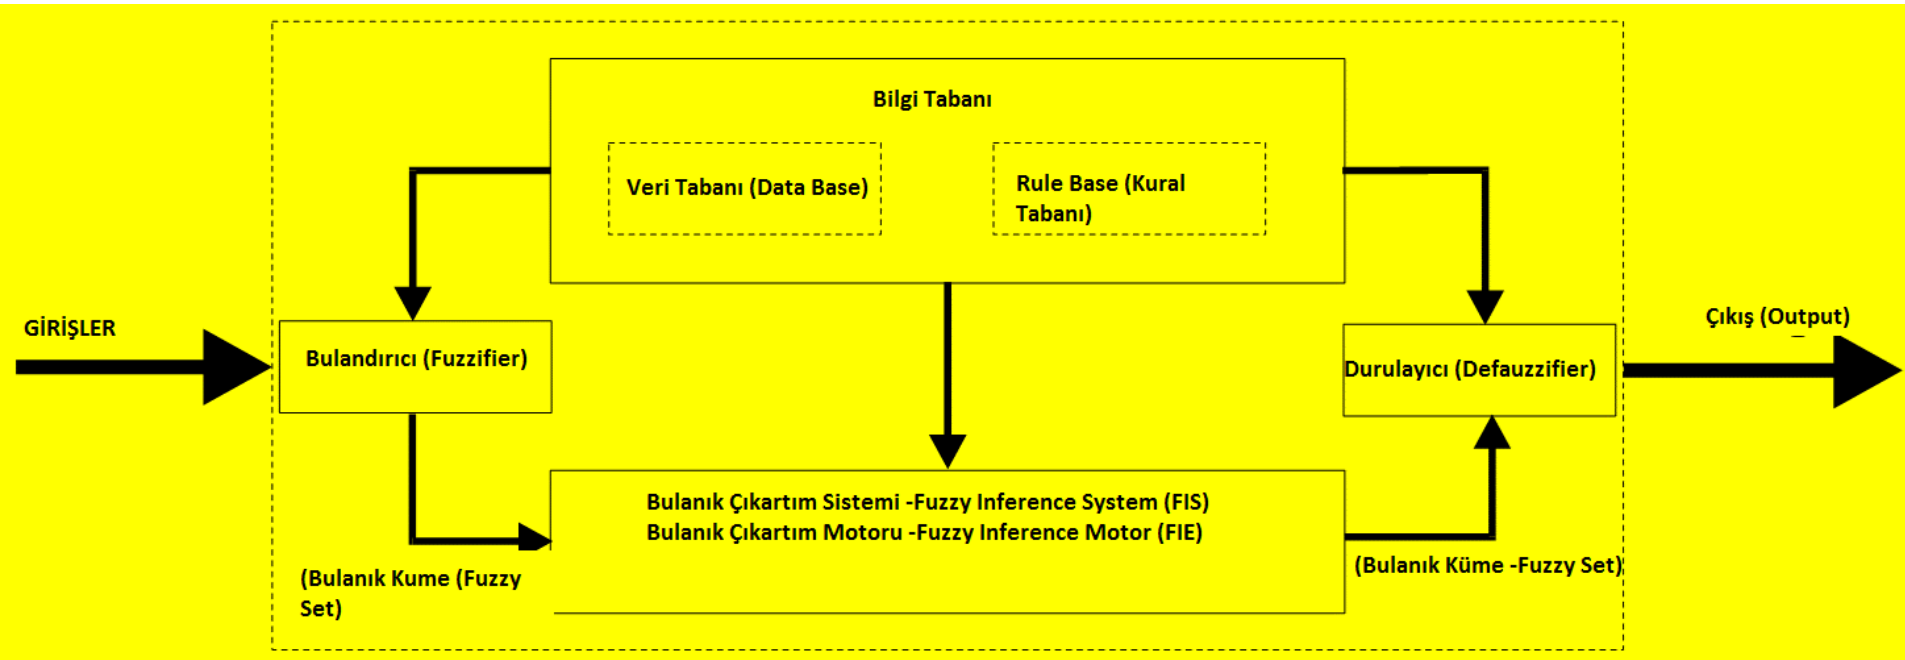 Bilgi Tabanı
Veri Tabanı (Data Base)
Rule Base (Kural
Tabanı)
GİRİŞLER
Çıkış (Output)
Bulandırıcı (Fuzzifier)
Durulayıcı (Defauzzifier)
Bulanık Çıkartım Sistemi -Fuzzy Inference System (FIS)
Bulanık Çıkartım Motoru -Fuzzy Inference Motor (FIE)
(Bulanık Kume (Fuzzy
Set)
(Bulanık Küme -Fuzzy Set)